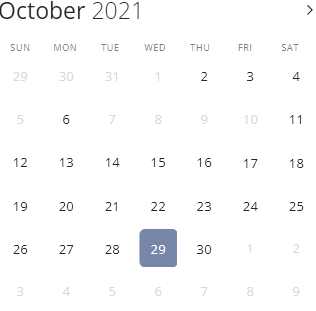 October 2021
SUN MON TUE WED THU FRI SAT
29 30 31 1 2 3 4
5 6 7 8 9 10 11
12 13 14 15 16 17 18
19 20 21 22 23 24 25
26 27 28 29 30 1 2
3 4 5 6 7 8 9